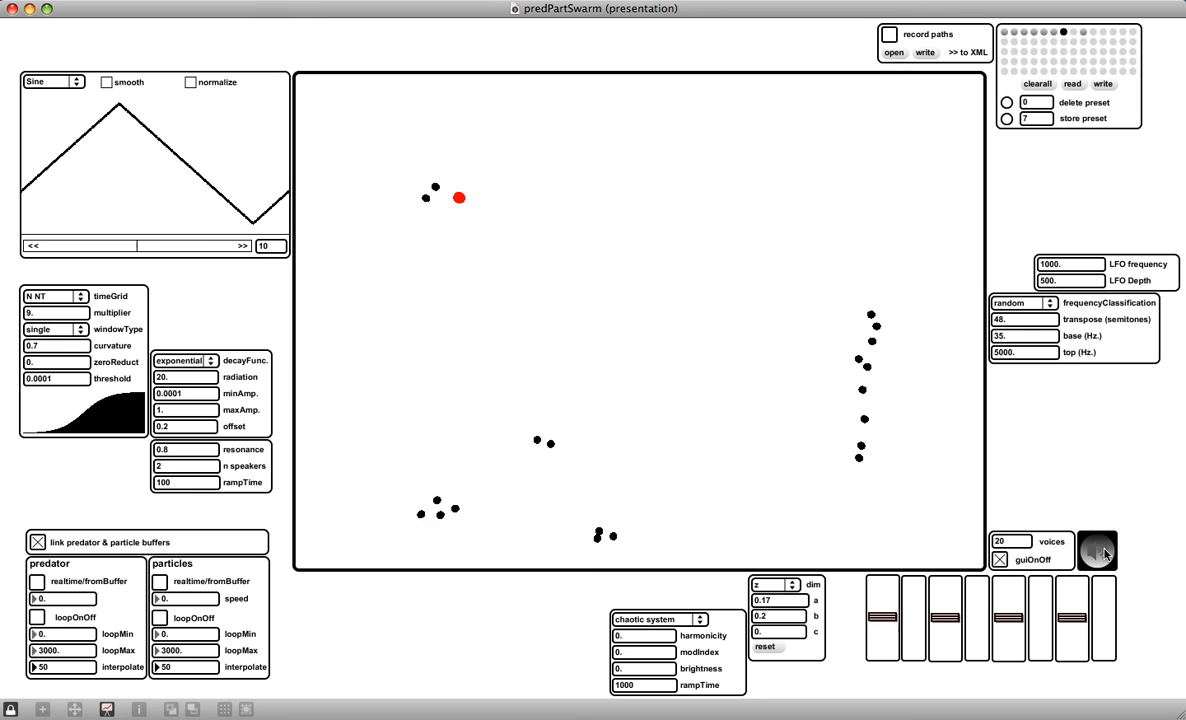 predPartSwarm (presentation)
record paths
open write >> to XML
clearall read write
0 delete preset
7 store preset
Sine smooth normalize
<< >> 10
1000. LFO frequency
500. LFO Depth
random frequencyClassification
48. transpose (semitones)
35. base (Hz.)
5000. top (Hz.)
N NT timeGrid
9. multiplier
single windowType
0.7 curvature
0. zeroReduct
0.0001 threshold
exponential decayFunc.
20. radiation
0.0001 minAmp.
1. maxAmp.
0.2 offset
0.8 resonance
2 n speakers
100 rampTime
link predator & particle buffers
predator
realtime/fromBuffer
0.
loopOnOff
0. loopMin
3000. loopMax
50 interpolate
particles
realtime/fromBuffer
0. speed
loopOnOff
0. loopMin
3000. loopMax
50 interpolate
20 voices
guiOnOff
z dim
0.17 a
0.2 b
0. c
reset
chaotic system
0. harmonicity
0. modIndex
0. brightness
1000 rampTime